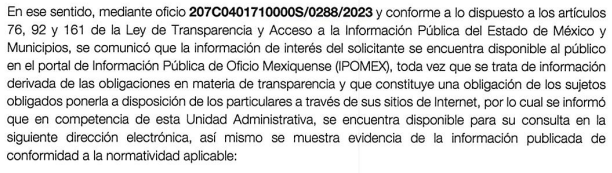 En ese sentido, mediante oficio 207C0401710000S/0288/2023 y conforme a lo dispuesto a los artículos
76, 92 y 161 de la Ley de Transparencia y Acceso a la Información Pública del Estado de México y
Municipios, se comunicó que la información de interés del solicitante se encuentra disponible al público
en el portal de Información Pública de Oficio Mexiquense (IPOMEX), toda vez que se trata de información
derivada de las obligaciones en materia de transparencia y que constituye una obligación de los sujetos
obligados ponerla a disposición de los particulares a través de sus sitios de Internet, por lo cual se informó
que en competencia de esta Unidad Administrativa, se encuentra disponible para su consulta en la
siguiente dirección electrónica, así mismo se muestra evidencia de la información publicada de
conformidad a la normatividad aplicable: